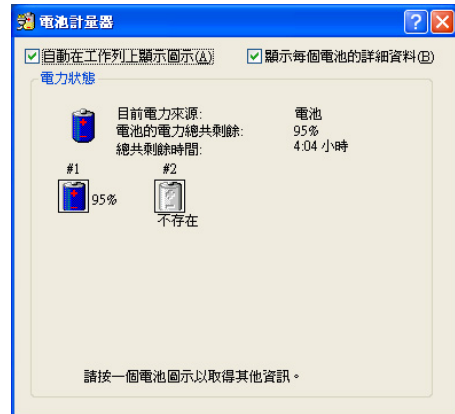 電池計量器
自動在工作列上顯示圖示(A) 顯示每個電池的詳細資料(B)
電力狀態
目前電力來源: 電池
電池的電力總共剩餘: 95%
總共剩餘時間: 4:04 小時
#1 #2
95%
不存在
請按一個電池圖示以取得其他資訊。